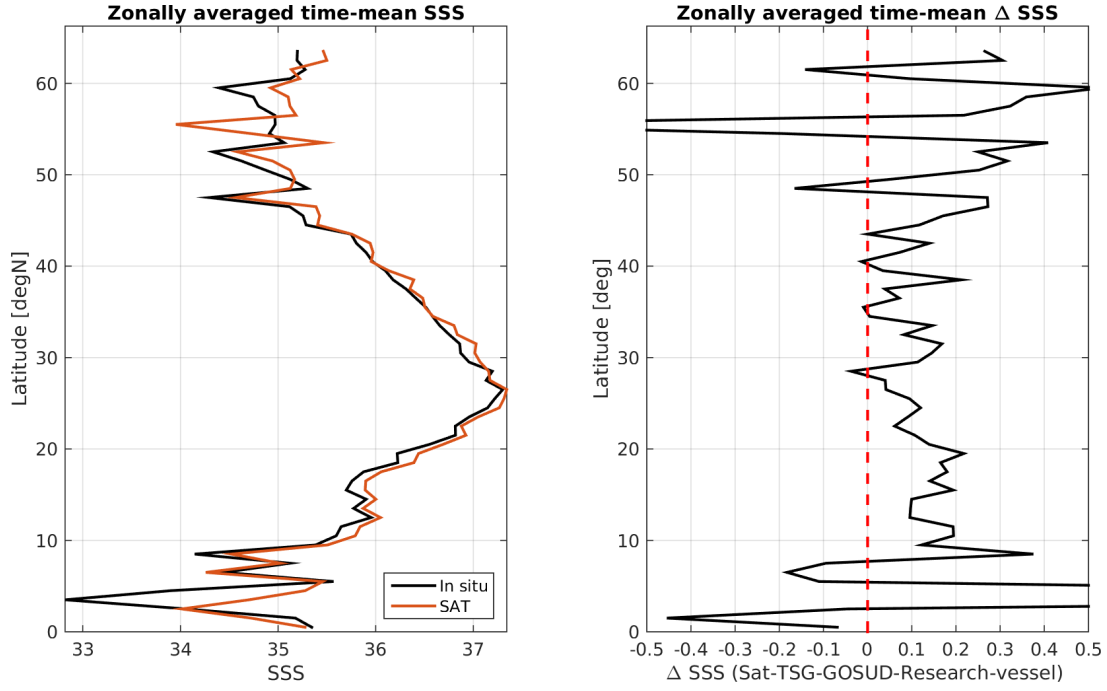 Zonally averaged time-mean SSS
Latitude [degN]
60
50
40
30
20
10
0
33
34
35
36
37
SSS
In situ
SAT
Zonally averaged time-mean Δ SSS
Latitude [deg]
60
50
40
30
20
10
0
-0.5 -0.4 -0.3 -0.2 -0.1 0 0.1 0.2 0.3 0.4 0.5
Δ SSS (Sat-TSG-GOSUD-Research-vessel)